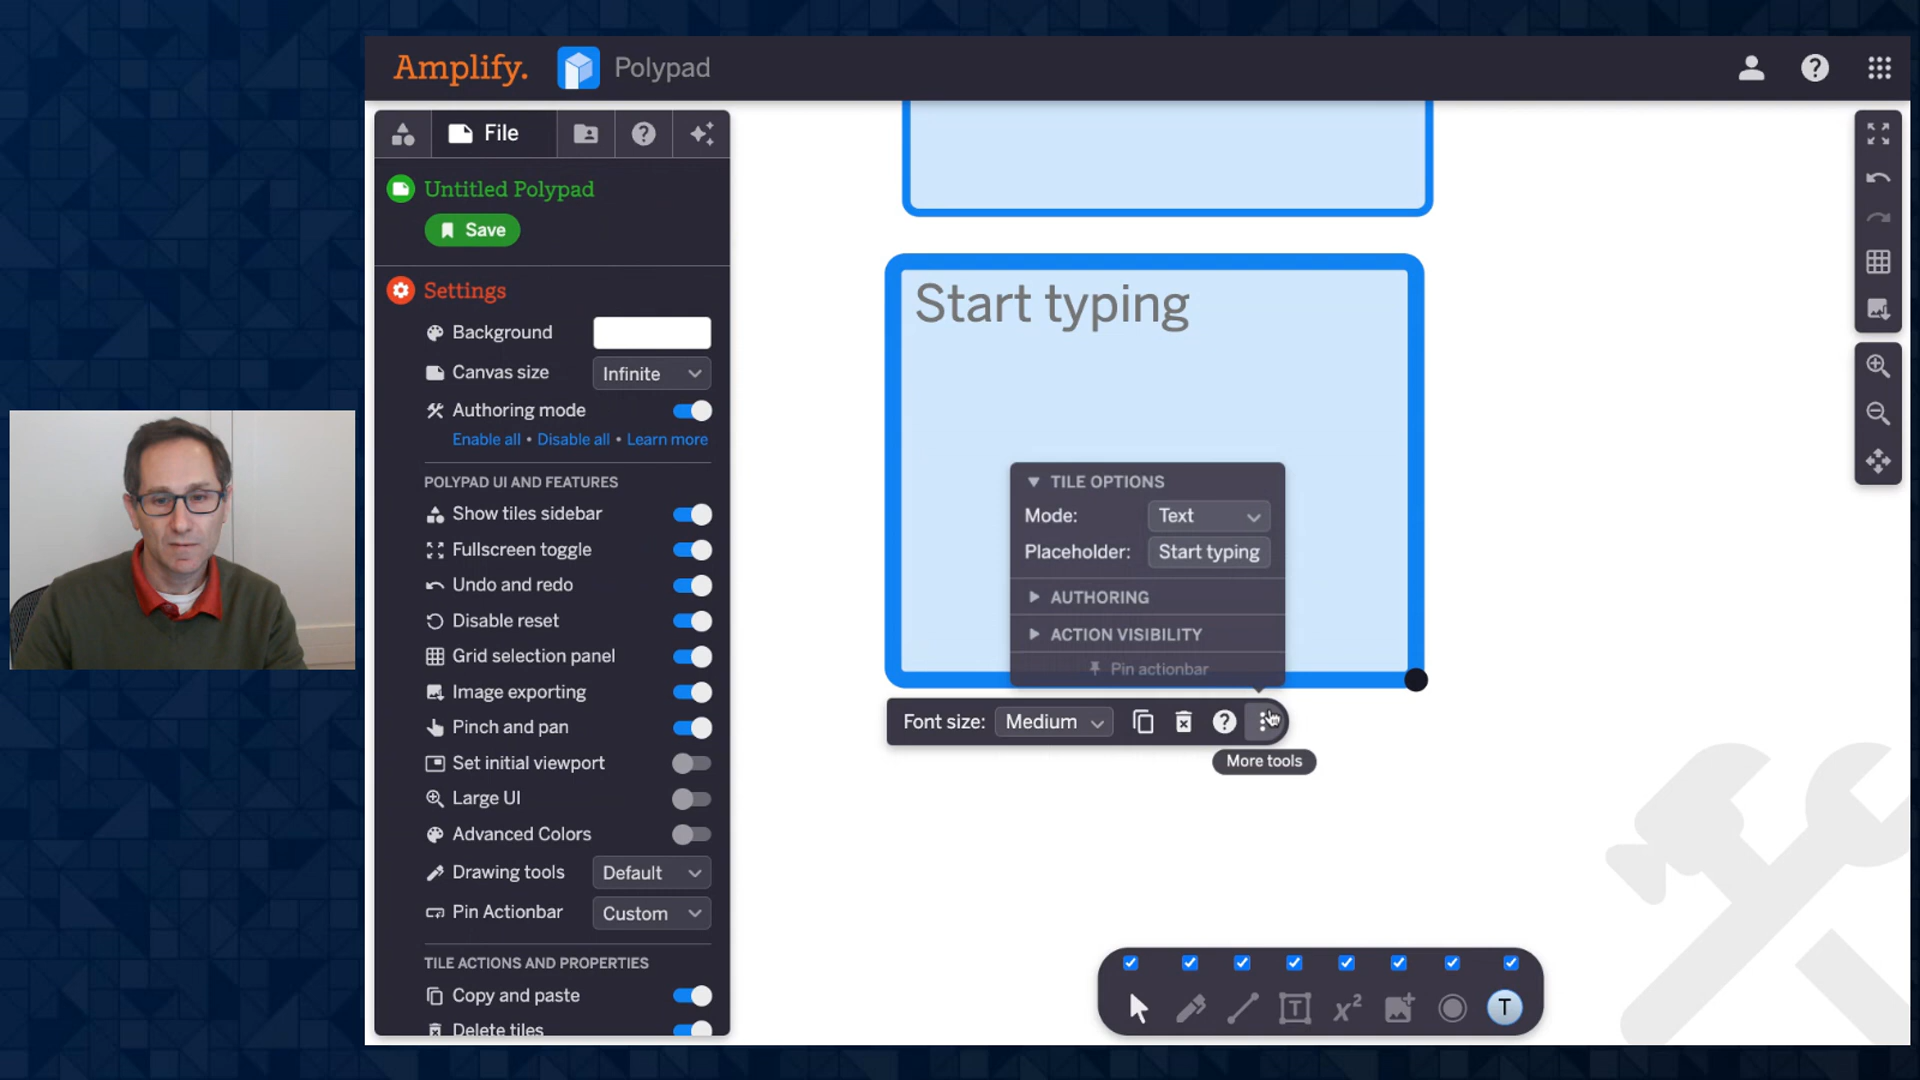 Amplify. Polypad
File
Untitled Polypad
Save
Settings
Background
Canvas size Infinite
Authoring mode
Enable all • Disable all • Learn more
POLYPAD UI AND FEATURES
Show tiles sidebar
Fullscreen toggle
Undo and redo
Disable reset
Grid selection panel
Image exporting
Pinch and pan
Set initial viewport
Large UI
Advanced Colors
Drawing tools Default
Pin Actionbar Custom
TILE ACTIONS AND PROPERTIES
Copy and paste
Delete tiles
Start typing
TILE OPTIONS
Mode: Text
Placeholder: Start typing
AUTHORING
ACTION VISIBILITY
Pin actionbar
Font size: Medium
More tools
T x² T